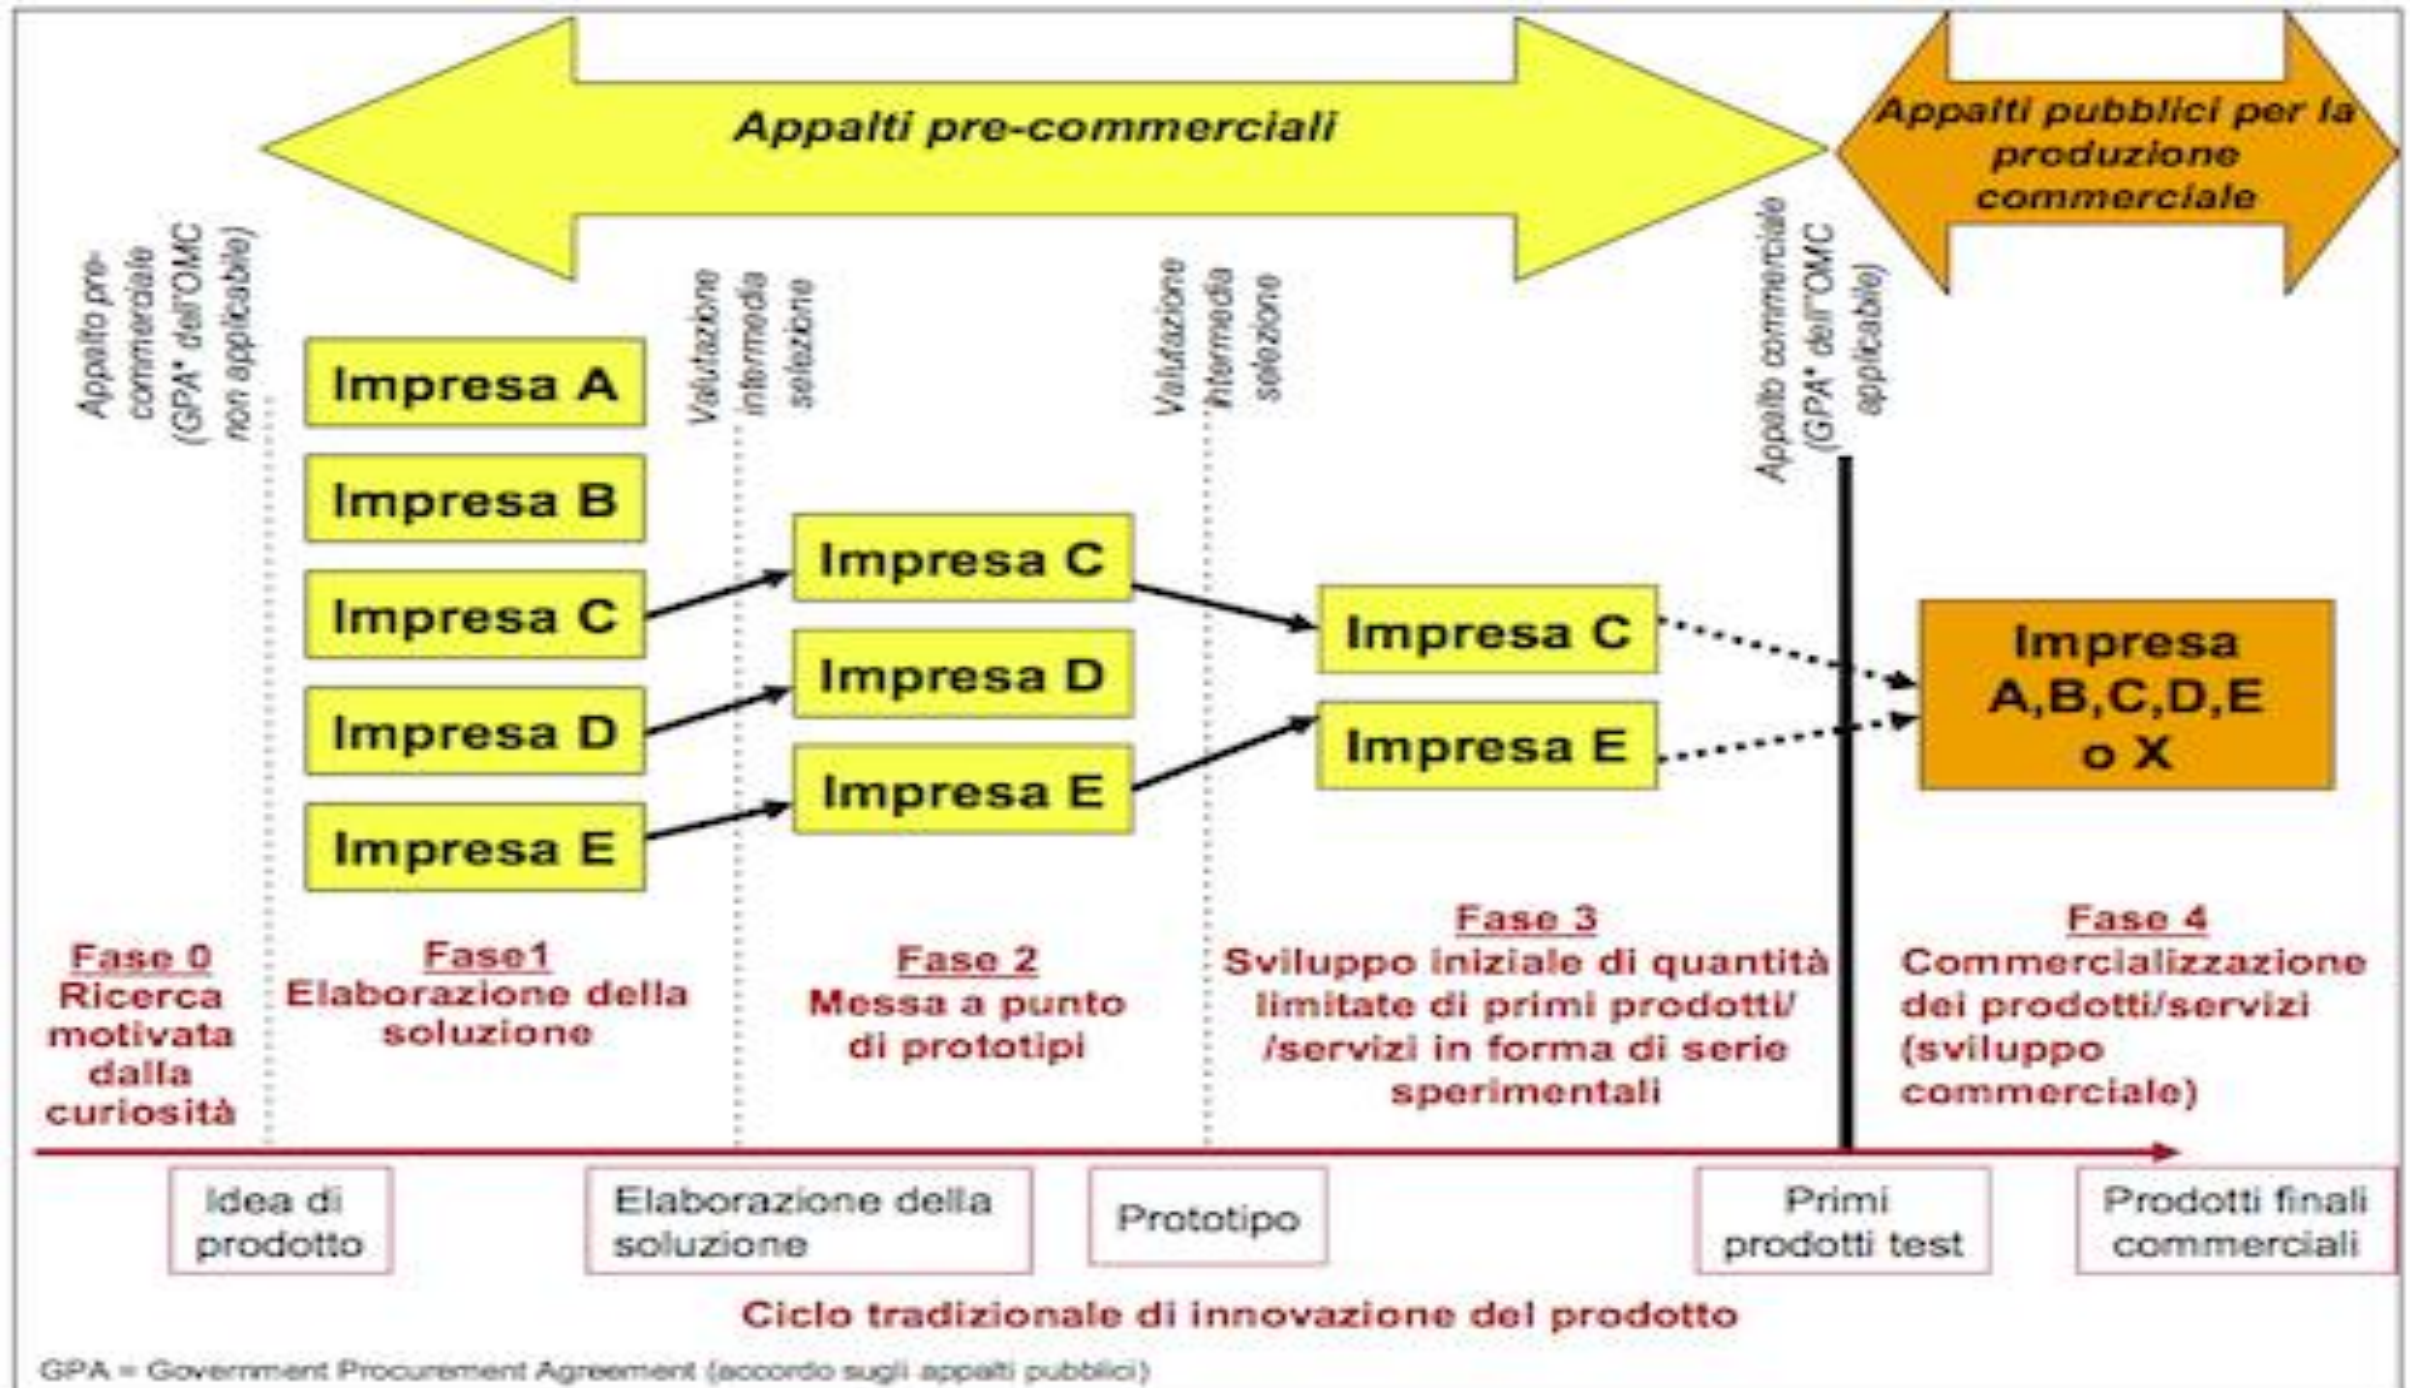 Appalti pre-commerciali
Appalti pubblici per la
produzione
commerciale
Appalto pre-
commerciale
(GPA* dell'OMC
non applicabile)
Valutazione
intermedia
selezione
Valutazione
intermedia
selezione
Appalto commerciale
(GPA* dell'OMC
applicabile)
Impresa A
Impresa B
Impresa C
Impresa D
Impresa E
Impresa C
Impresa D
Impresa E
Impresa C
Impresa E
Impresa
A,B,C,D,E
o X
Fase 0
Ricerca
motivata
dalla
curiosità
Fase1
Elaborazione della
soluzione
Fase 2
Messa a punto
di prototipi
Fase 3
Sviluppo iniziale di quantità
limitate di primi prodotti/
/servizi in forma di serie
sperimentali
Fase 4
Commercializzazione
dei prodotti/servizi
(sviluppo
commerciale)
Idea di
prodotto
Elaborazione della
soluzione
Prototipo
Primi
prodotti test
Prodotti finali
commerciali
Ciclo tradizionale di innovazione del prodotto
GPA = Government Procurement Agreement (accordo sugli appalti pubblici)